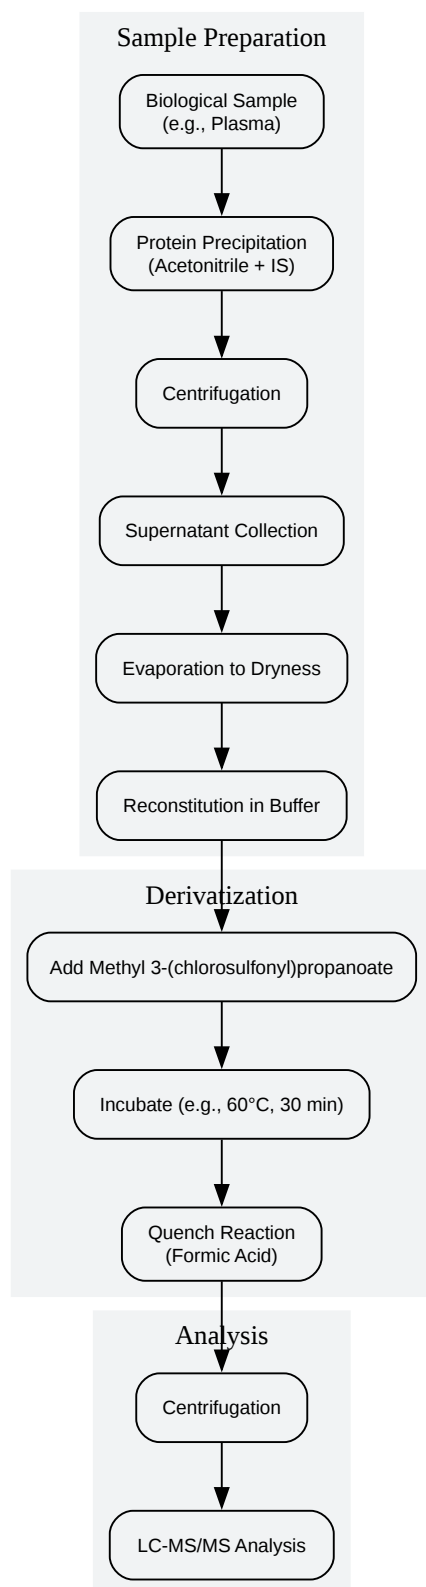 Sample Preparation
Biological Sample
(e.g., Plasma)
Protein Precipitation
(Acetonitrile + IS)
Centrifugation
Supernatant Collection
Evaporation to Dryness
Reconstitution in Buffer
Derivatization
Add Methyl 3-(chlorosulfonyl)propanoate
Incubate (e.g., 60°C, 30 min)
Quench Reaction
(Formic Acid)
Analysis
Centrifugation
LC-MS/MS Analysis